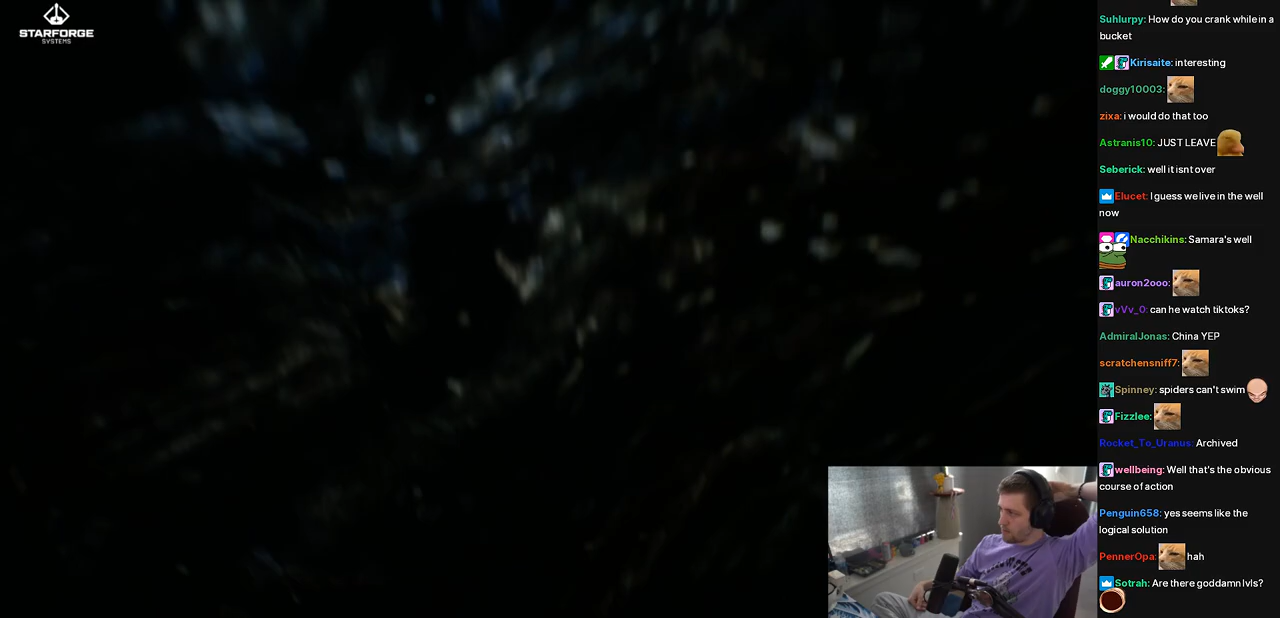 STARFORGE
SYSTEMS
Suhlurpy: How do you crank while in a
bucket
Kirisaite: interesting
doggy10003:
zixa: i would do that too
Astranis10: JUST LEAVE
Seberick: well it isnt over
Elucet: I guess we live in the well
now
Nacchikins: Samara's well
auron2ooo:
vVv_0: can he watch tiktoks?
AdmiralJonas: China YEP
scratchensniff7:
Spinney: spiders can't swim
Fizzlee:
Rocket_To_Uranus: Archived
wellbeing: Well that's the obvious
course of action
Penguin658: yes seems like the
logical solution
PennerOpa: hah
Sotrah: Are there goddamn lvls?